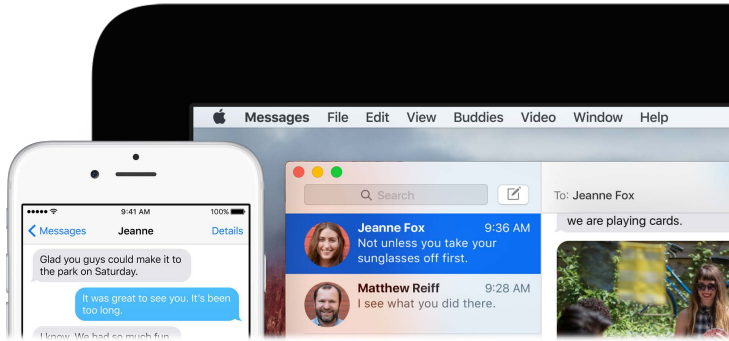 Messages File Edit View Buddies Video Window Help
9:41 AM 100%
Messages Jeanne Details
Glad you guys could make it to
the park on Saturday.
It was great to see you. It's been
too long.
I know. We had so much fun
Search
Jeanne Fox 9:36 AM
Not unless you take your
sunglasses off first.
Matthew Reiff 9:28 AM
I see what you did there.
To: Jeanne Fox
we are playing cards.